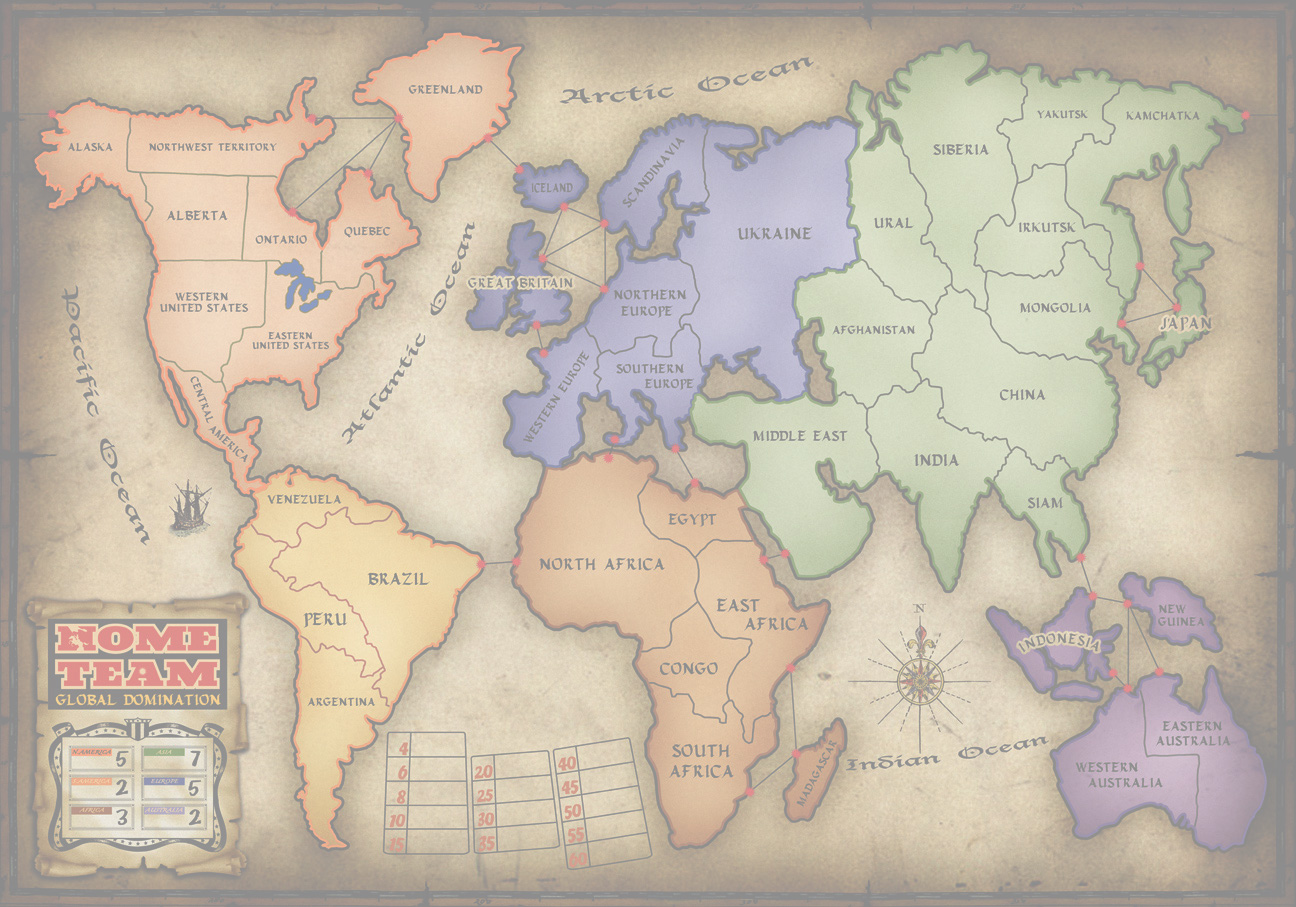 Arctic Ocean
GREENLAND
YAKUTSK
KAMCHATKA
ALASKA
NORTHWEST TERRITORY
SIBERIA
SCANDINAVIA
ICELAND
ALBERTA
ONTARIO
QUEBEC
URAL
IRKUTSK
UKRAINE
GREAT BRITAIN
WESTERN
UNITED STATES
NORTHERN
EUROPE
MONGOLIA
JAPAN
EASTERN
UNITED STATES
AFGHANISTAN
Pacific Ocean
Atlantic Ocean
SOUTHERN
EUROPE
WESTERN EUROPE
CHINA
CENTRAL AMERICA
MIDDLE EAST
INDIA
VENEZUELA
SIAM
EGYPT
NORTH AFRICA
BRAZIL
PERU
EAST
AFRICA
N
NEW
GUINEA
INDONESIA
CONGO
ARGENTINA
EASTERN
AUSTRALIA
SOUTH
AFRICA
MADAGASCAR
Indian Ocean
WESTERN
AUSTRALIA
HOME
TEAM
GLOBAL DOMINATION
N.AMERICA 5
ASIA 7
S.AMERICA 2
EUROPE 5
AFRICA 3
AUSTRALIA 2
4
6
8
10
15
20
25
30
35
40
45
50
55
60